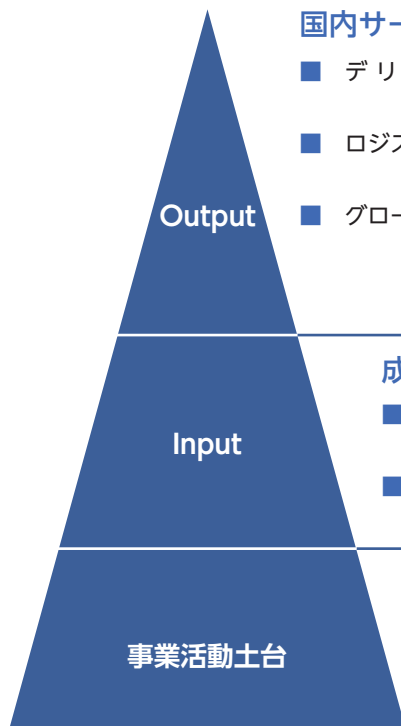 国内サー
デリ
ロジス
Output
グロー
成
Input
事業活動土台